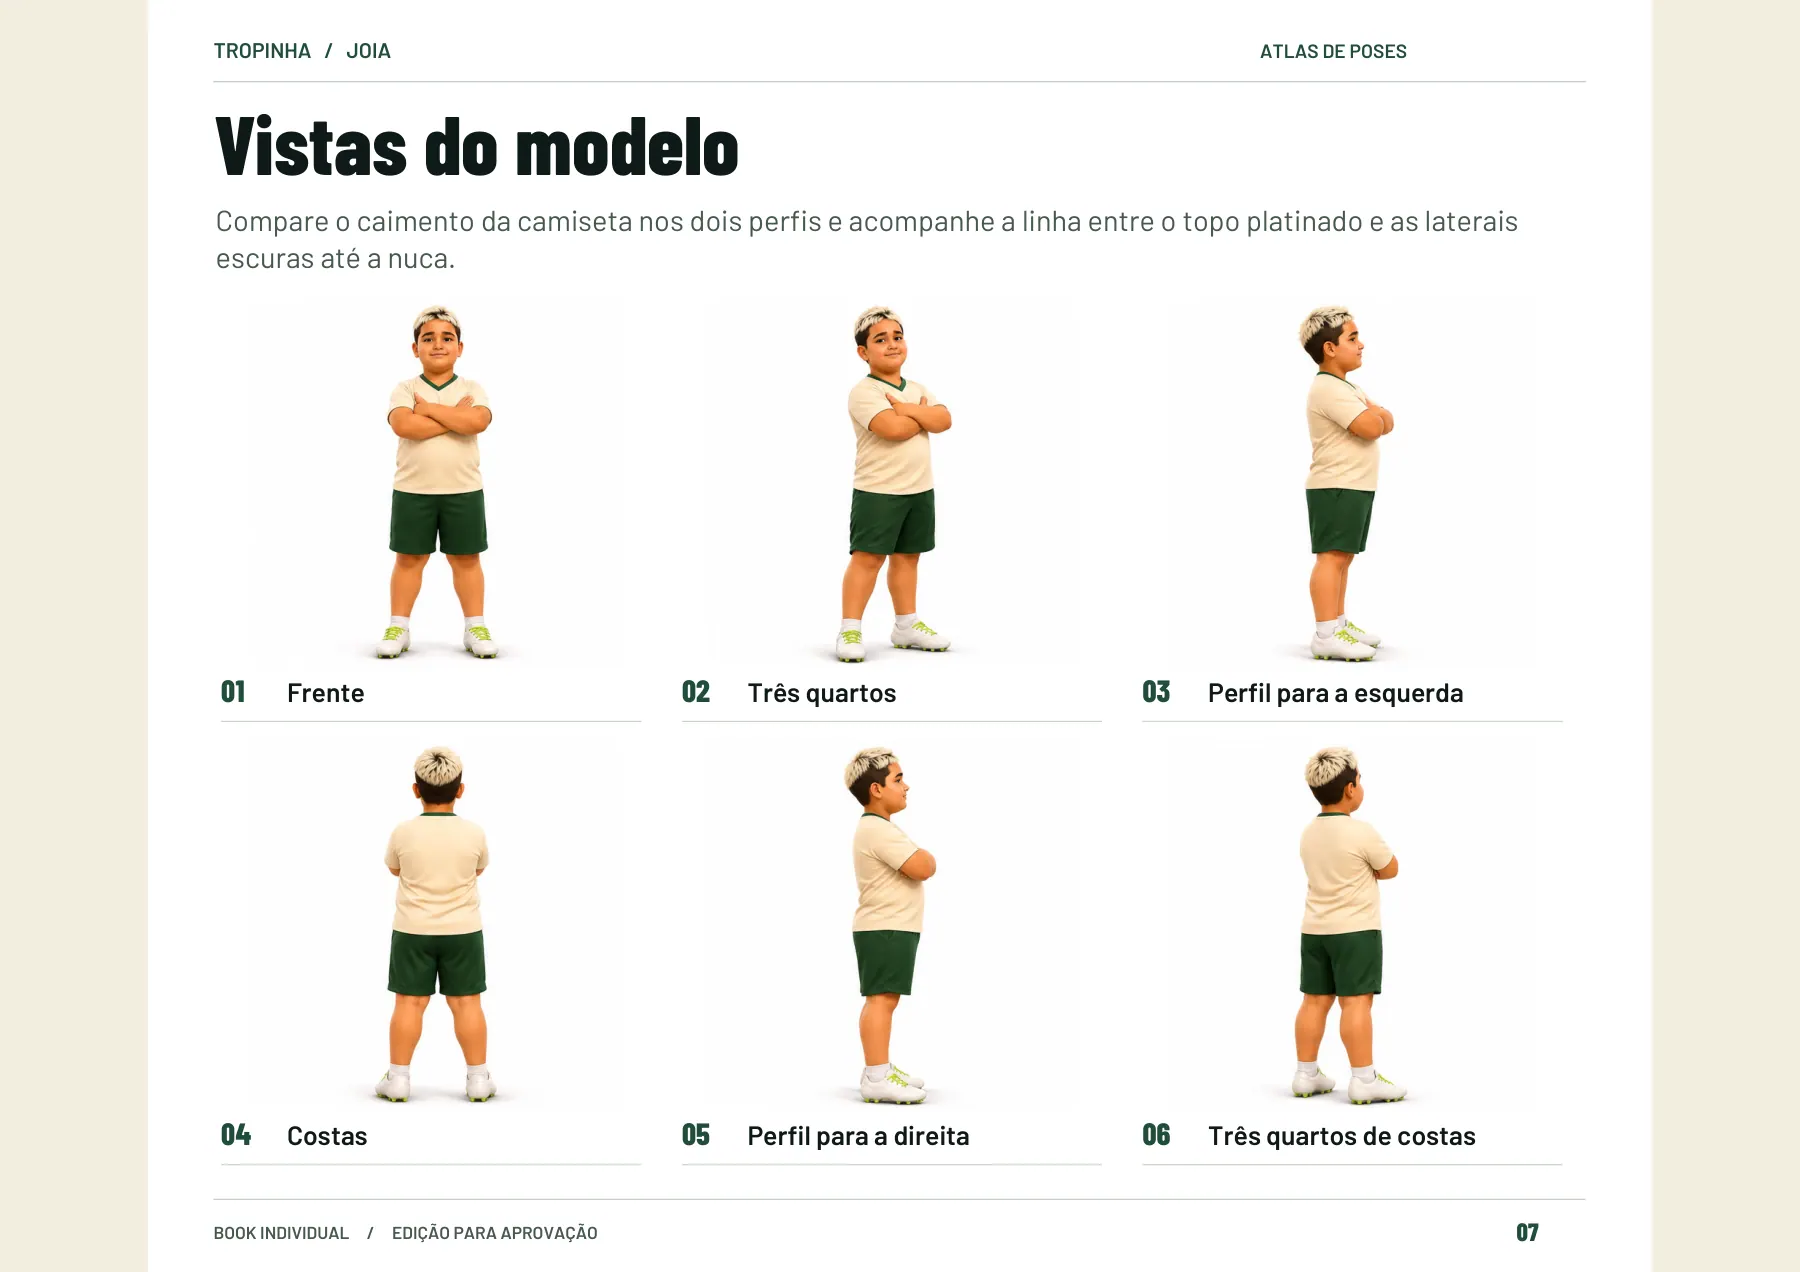 TROPINHA / JOIA
ATLAS DE POSES
Vistas do modelo
Compare o caimento da camiseta nos dois perfis e acompanhe a linha entre o topo platinado e as laterais
escuras até a nuca.
01 Frente
02 Três quartos
03 Perfil para a esquerda
04 Costas
05 Perfil para a direita
06 Três quartos de costas
BOOK INDIVIDUAL / EDIÇÃO PARA APROVAÇÃO
07